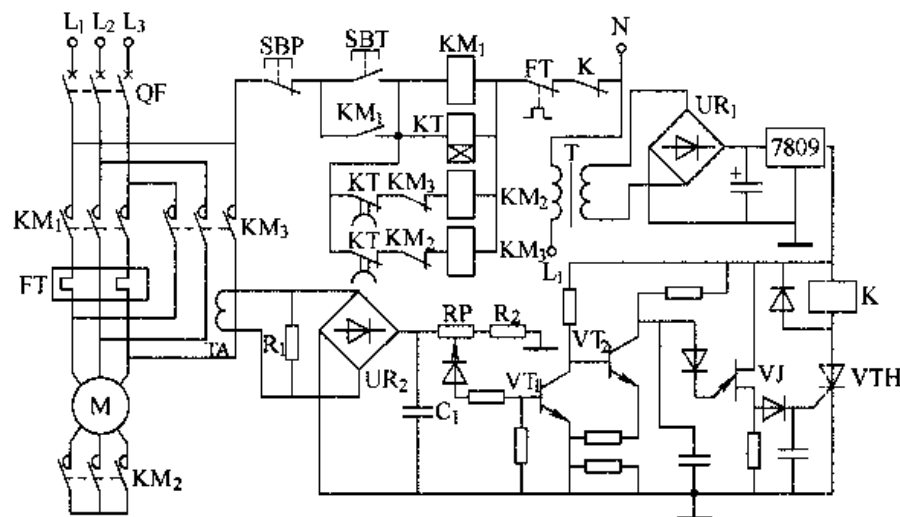 L₁ L₂ L₃
SBP
SBT
KM₁
FT
K
N
QF
KM₁
KT
UR₁
7809
T
KT KM₃
KM₂
KM₁
KM₃
KT KM₂
KM₃
L₁
FT
TA
R₁
UR₂
RP
R₂
VT₁
VT₂
C₁
K
VJ
VTH
M
KM₂
+